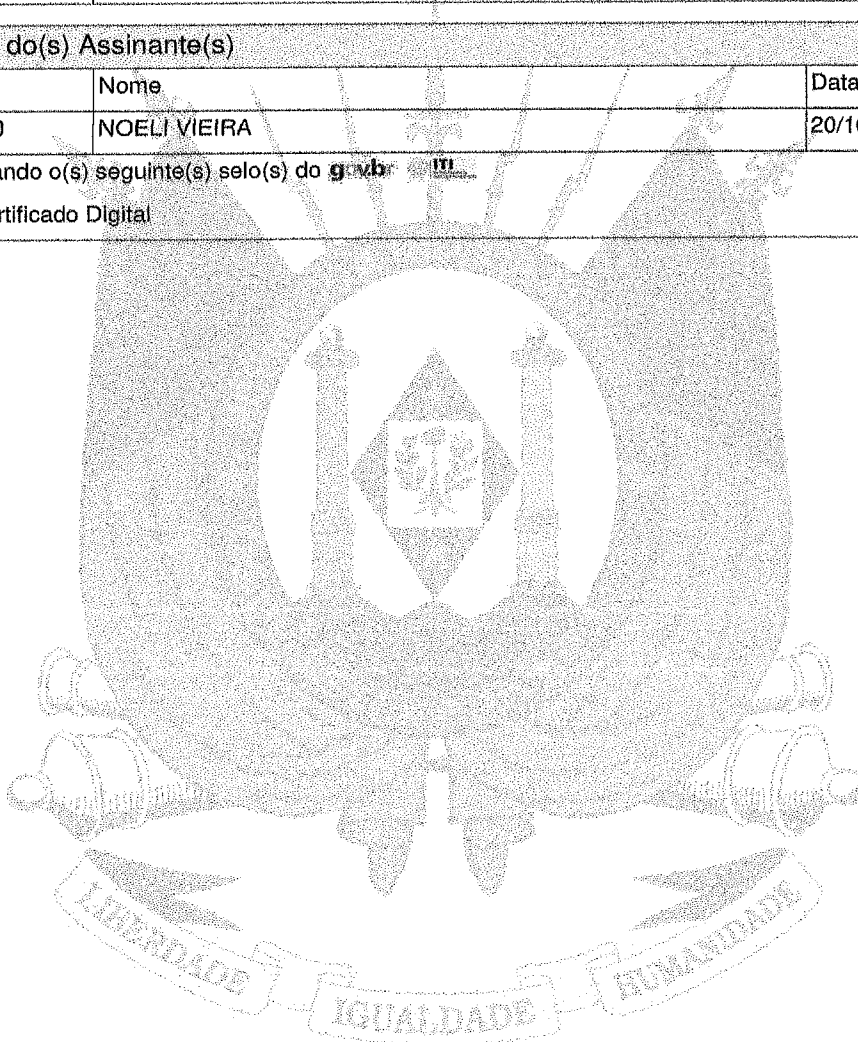 do(s) Assinante(s)
Nome Data
NOELI VIEIRA 20/1
ando o(s) seguinte(s) selo(s) do gov.br ITI
rtificado Digital
LIBERDADE
IGUALDADE
HUMANIDADE